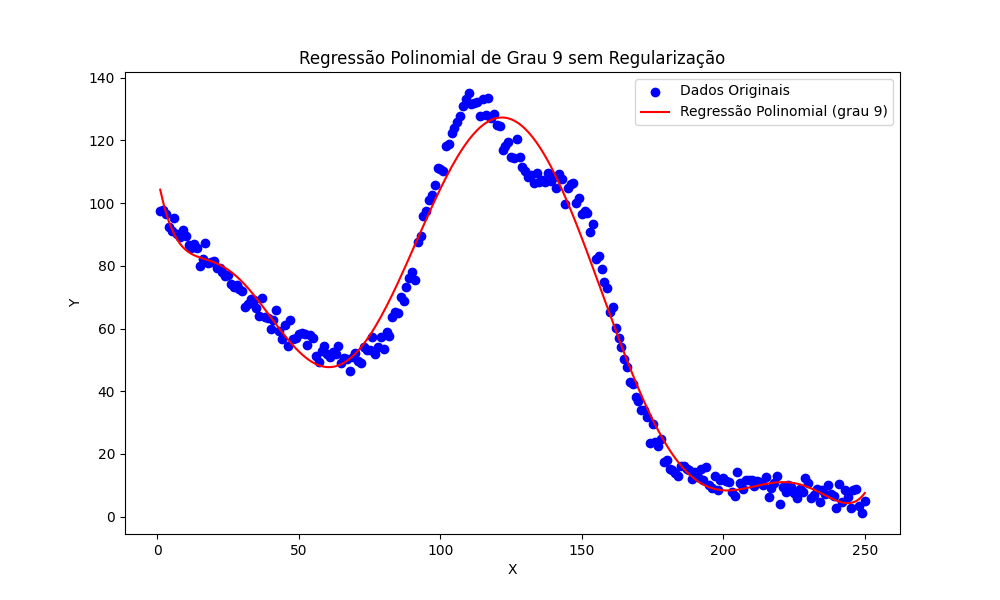 Regressão Polinomial de Grau 9 sem Regularização
Dados Originais
Regressão Polinomial (grau 9)
140
120
100
80
60
40
20
0
Y
0 50 100 150 200 250
X